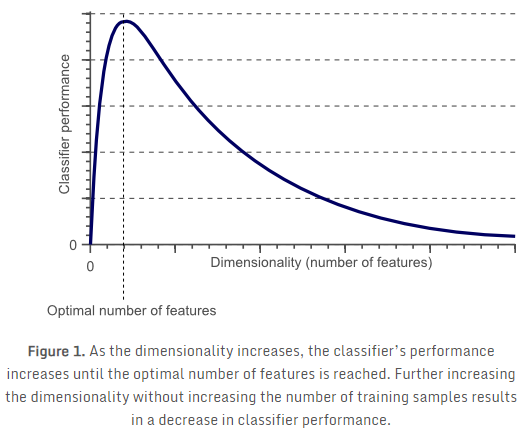 Classifier performance
0
0
Dimensionality (number of features)
Optimal number of features
Figure 1. As the dimensionality increases, the classifier’s performance
increases until the optimal number of features is reached. Further increasing
the dimensionality without increasing the number of training samples results
in a decrease in classifier performance.